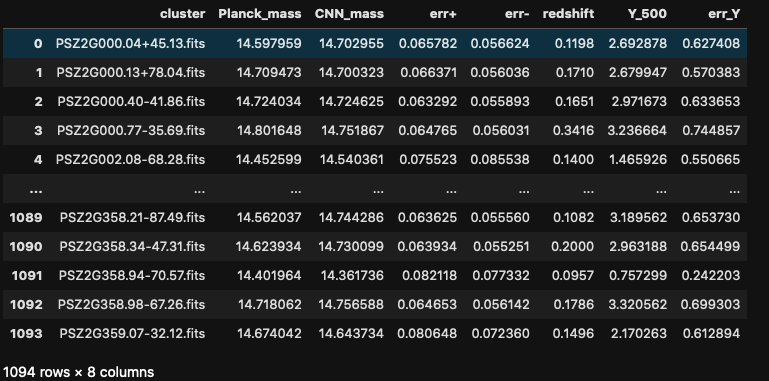 cluster Planck_mass CNN_mass err+ err- redshift Y_500 err_Y
0 PSZ2G000.04+45.13.fits 14.597959 14.702955 0.065782 0.056624 0.1198 2.692878 0.627408
1 PSZ2G000.13+78.04.fits 14.709473 14.700323 0.066371 0.056036 0.1710 2.679947 0.570383
2 PSZ2G000.40-41.86.fits 14.724034 14.724625 0.063292 0.055893 0.1651 2.971673 0.633653
3 PSZ2G000.77-35.69.fits 14.801648 14.751867 0.064765 0.056031 0.3416 3.236664 0.744857
4 PSZ2G002.08-68.28.fits 14.452599 14.540361 0.075523 0.085538 0.1400 1.465926 0.550665
... ... ... ... ... ... ... ... ...
1089 PSZ2G358.21-87.49.fits 14.562037 14.744286 0.063625 0.055560 0.1082 3.189562 0.653730
1090 PSZ2G358.34-47.31.fits 14.623934 14.730099 0.063934 0.055251 0.2000 2.963188 0.654499
1091 PSZ2G358.94-70.57.fits 14.401964 14.361736 0.082118 0.077332 0.0957 0.757299 0.242203
1092 PSZ2G358.98-67.26.fits 14.718062 14.756588 0.064653 0.056142 0.1786 3.320562 0.699303
1093 PSZ2G359.07-32.12.fits 14.674042 14.643734 0.080648 0.072360 0.1496 2.170263 0.612894
1094 rows × 8 columns